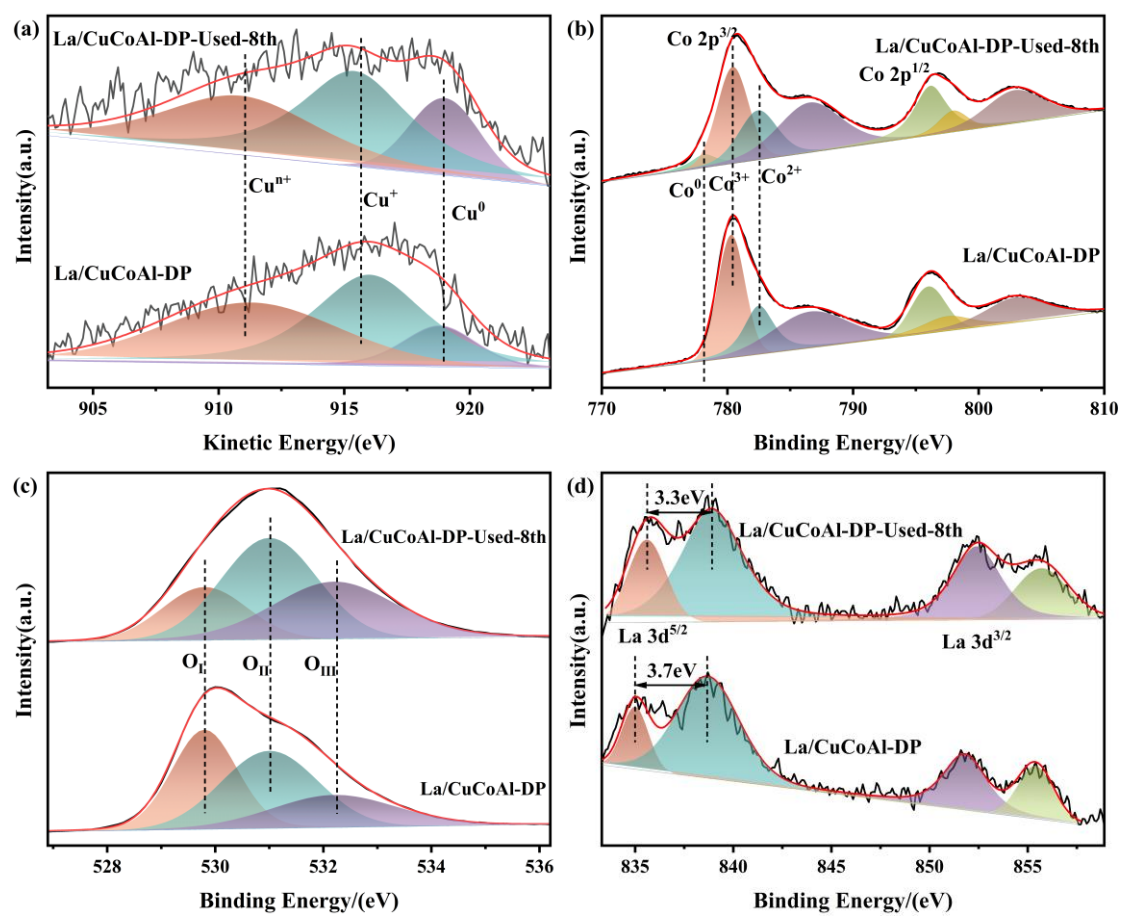 (a)
La/CuCoAl-DP-Used-8th
Cuⁿ⁺
Cu⁺
Cu⁰
La/CuCoAl-DP
Intensity(a.u.)
905 910 915 920
Kinetic Energy/(eV)
(b)
Co 2p³/²
La/CuCoAl-DP-Used-8th
Co 2p¹/²
Co⁰ Co³⁺ Co²⁺
La/CuCoAl-DP
Intensity(a.u.)
770 780 790 800 810
Binding Energy/(eV)
(c)
La/CuCoAl-DP-Used-8th
O_I O_II O_III
La/CuCoAl-DP
Intensity(a.u.)
528 530 532 534 536
Binding Energy/(eV)
(d)
3.3eV
La/CuCoAl-DP-Used-8th
La 3d⁵/² La 3d³/²
3.7eV
La/CuCoAl-DP
Intensity(a.u.)
835 840 845 850 855
Binding Energy/(eV)